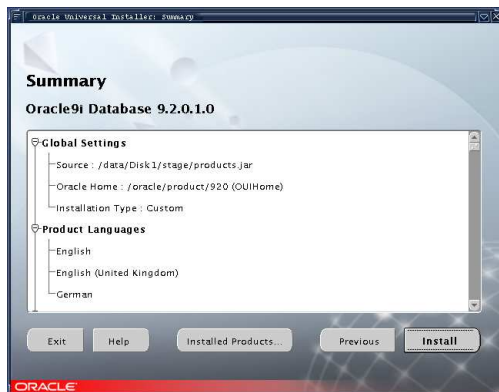 Oracle Universal Installer: Summary
Summary
Oracle9i Database 9.2.0.1.0
Global Settings
Source : /data/Disk1/stage/products.jar
Oracle Home : /oracle/product/920 (OUIHome)
Installation Type : Custom
Product Languages
English
English (United Kingdom)
German
Exit Help Installed Products... Previous Install
ORACLE